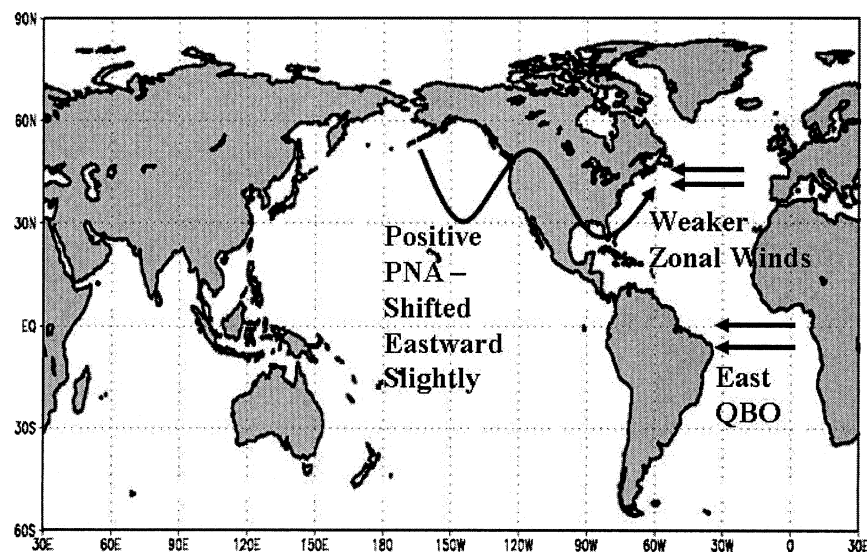 90N
60N
30N
EQ
30S
60S
30E
60E
90E
120E
150E
180
150W
120W
90W
60W
30W
0
30E
Positive
PNA –
Shifted
Eastward
Slightly
Weaker
Zonal Winds
East
QBO